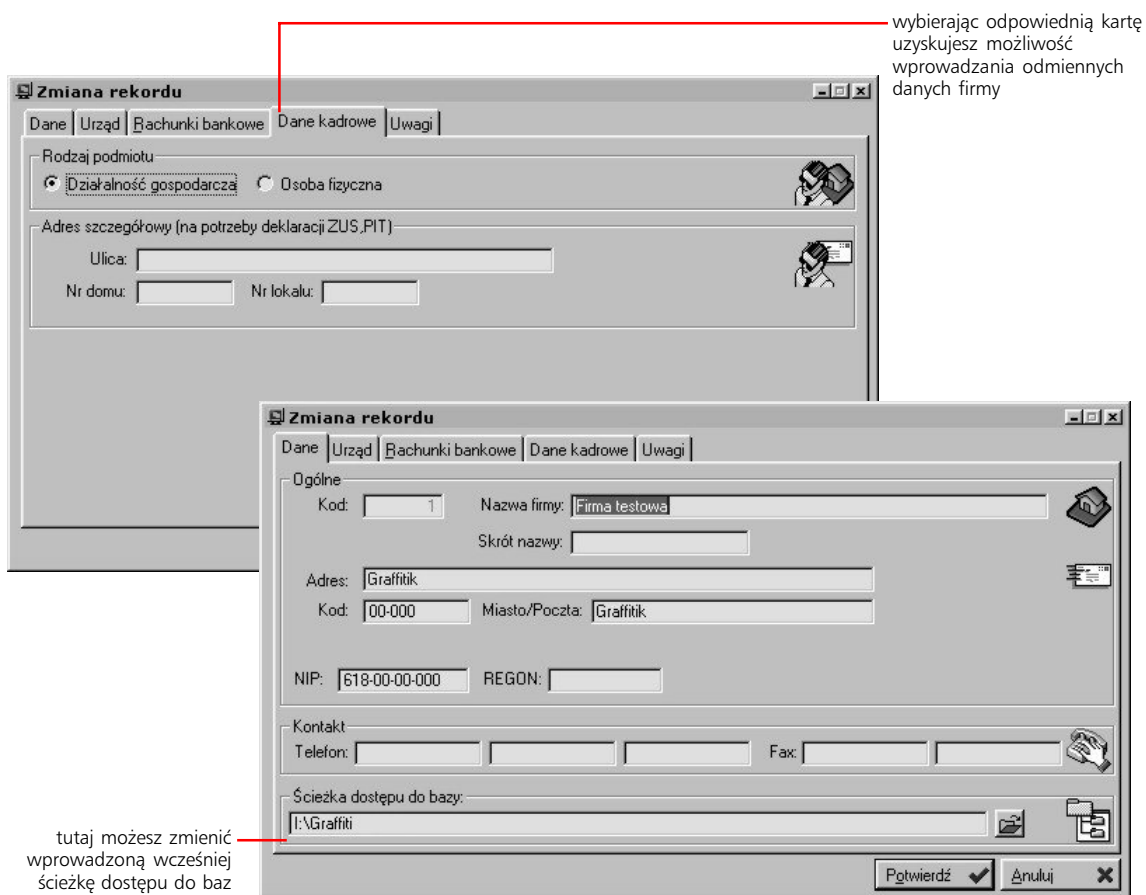 wybierając odpowiednią kartę
uzyskujesz możliwość
wprowadzania odmiennych
danych firmy
Zmiana rekordu
Dane Urząd Rachunki bankowe Dane kadrowe Uwagi
Rodzaj podmiotu
Działalność gospodarcza Osoba fizyczna
Adres szczegółowy (na potrzeby deklaracji ZUS,PIT)
Ulica:
Nr domu: Nr lokalu:
Zmiana rekordu
Dane Urząd Rachunki bankowe Dane kadrowe Uwagi
Ogólne
Kod: 1 Nazwa firmy: Firma testowa
Skrót nazwy:
Adres: Graffitik
Kod: 00-000 Miasto/Poczta: Graffitik
NIP: 618-00-00-000 REGON:
Kontakt
Telefon: Fax:
Ścieżka dostępu do bazy:
I:\Graffiti
tutaj możesz zmienić
wprowadzoną wcześniej
ścieżkę dostępu do baz
Potwierdź Anuluj